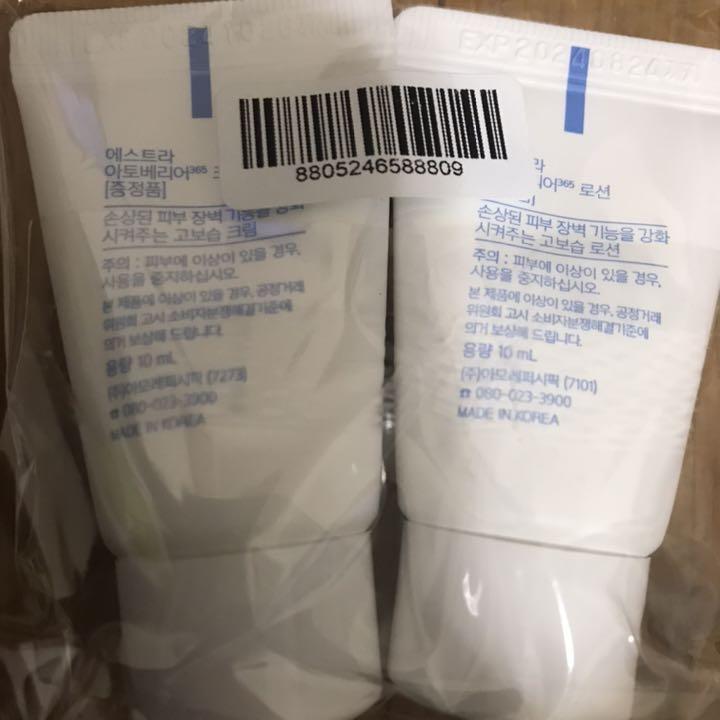 에스트라
아토베리어365 크
[증정품]
손상된 피부 장벽 기능을 강화
시켜주는 고보습 크림
주의 : 피부에 이상이 있을 경우,
사용을 중지하십시오.
본 제품에 이상이 있을 경우, 공정거래
위원회 고시 소비자분쟁해결기준에
의거 보상해 드립니다.
용량 10 mL
(주)아모레퍼시픽 (7273)
☎ 080-023-3900
MADE IN KOREA
8805246588809
EXP 20240824
라
어365 로션
손상된 피부 장벽 기능을 강화
시켜주는 고보습 로션
주의 : 피부에 이상이 있을 경우,
사용을 중지하십시오.
본 제품에 이상이 있을 경우, 공정거래
위원회 고시 소비자분쟁해결기준에
의거 보상해 드립니다.
용량 10 mL
(주)아모레퍼시픽 (7101)
☎ 080-023-3900
MADE IN KOREA